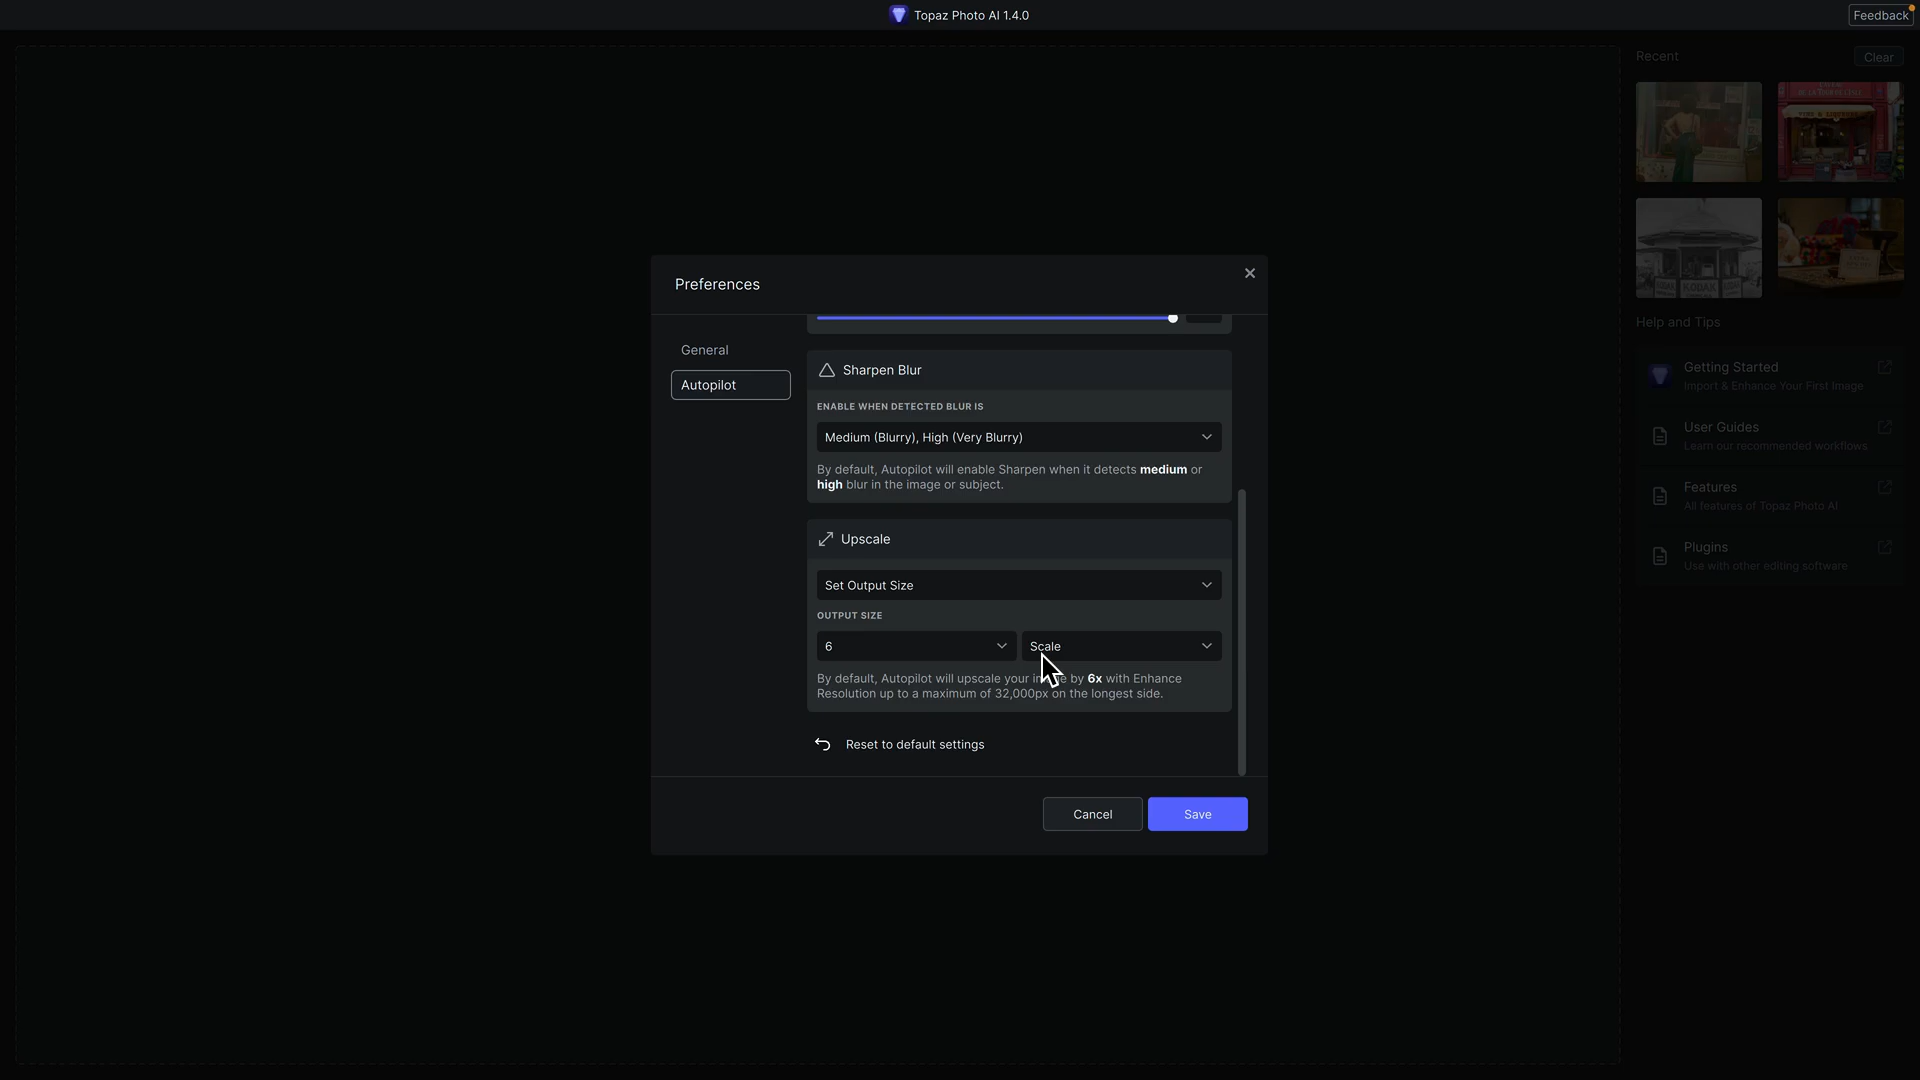 Topaz Photo AI 1.4.0
Feedback
Recent
Clear
KODAK
KODAK
KODAK
Help and Tips
Getting Started
Import & Enhance Your First Image
User Guides
Learn our recommended workflows
Features
All features of Topaz Photo AI
Plugins
Use with other editing software
Preferences
General
Autopilot
Sharpen Blur
ENABLE WHEN DETECTED BLUR IS
Medium (Blurry), High (Very Blurry)
By default, Autopilot will enable Sharpen when it detects medium or
high blur in the image or subject.
Upscale
Set Output Size
OUTPUT SIZE
6
Scale
By default, Autopilot will upscale your image by 6x with Enhance
Resolution up to a maximum of 32,000px on the longest side.
Reset to default settings
Cancel
Save